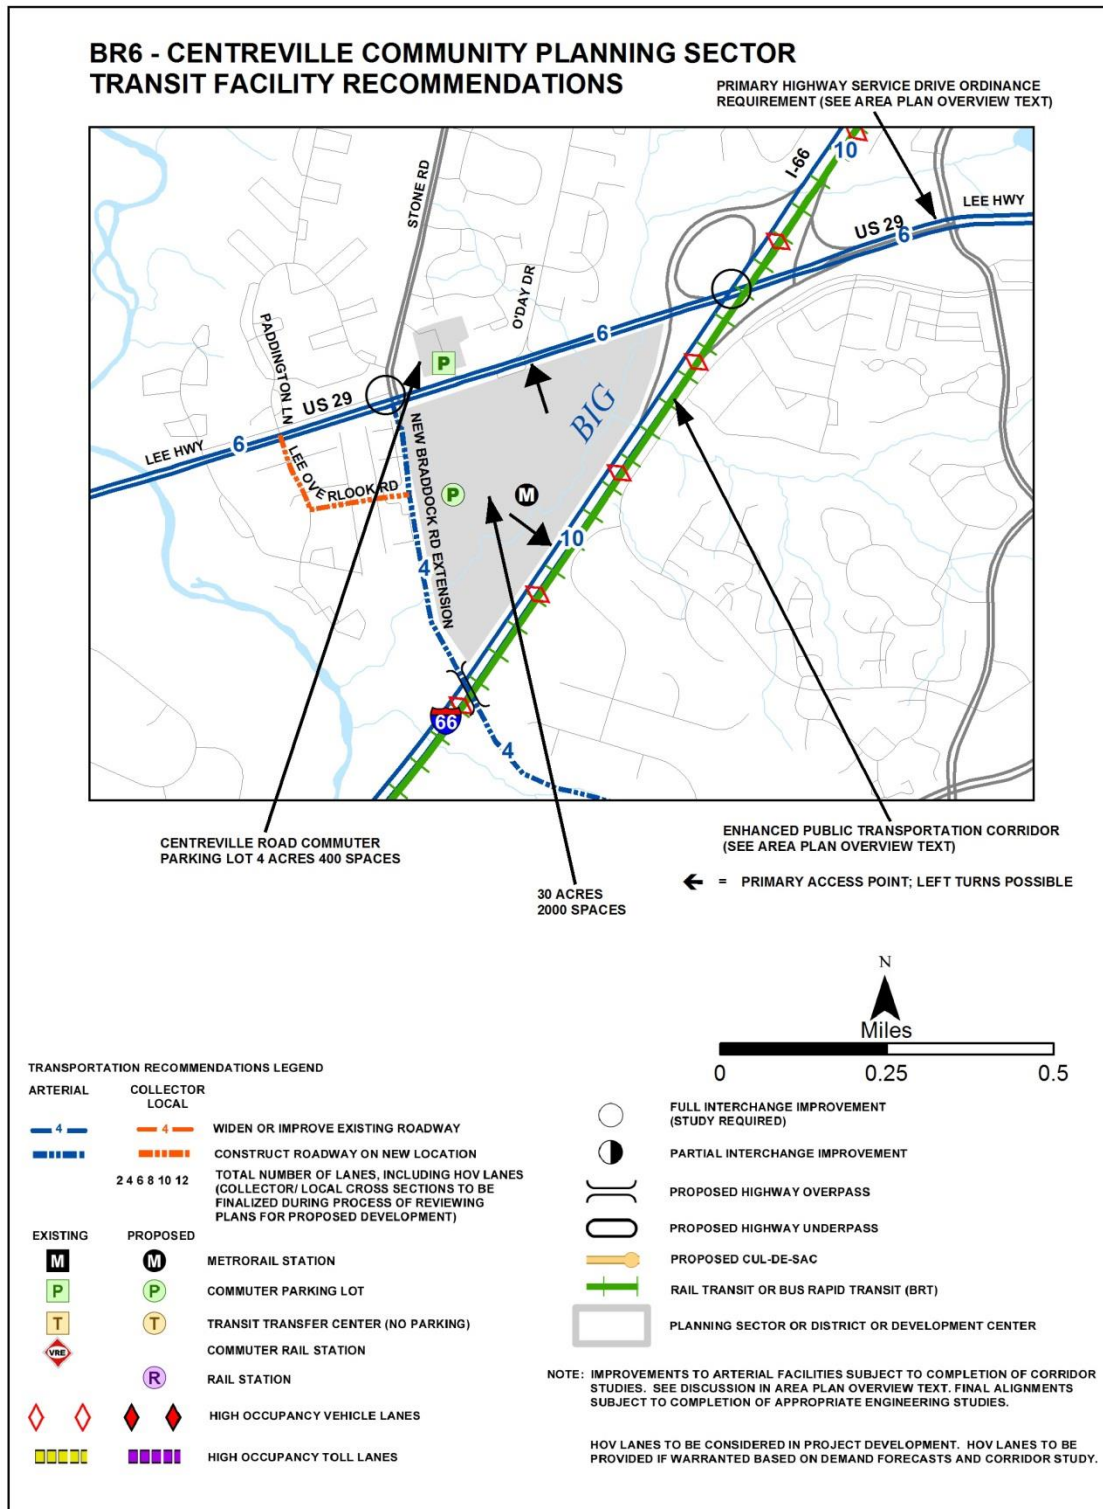 BR6 - CENTREVILLE COMMUNITY PLANNING SECTOR
TRANSIT FACILITY RECOMMENDATIONS
PRIMARY HIGHWAY SERVICE DRIVE ORDINANCE
REQUIREMENT (SEE AREA PLAN OVERVIEW TEXT)
10
I-66
LEE HWY
US 29
6
STONE RD
O'DAY DR
6
P
PADDINGTON LN
US 29
LEE HWY
6
LEE OVERLOOK RD
NEW BRADDOCK RD EXTENSION
BIG
P
M
10
4
66
4
CENTREVILLE ROAD COMMUTER
PARKING LOT 4 ACRES 400 SPACES
30 ACRES
2000 SPACES
ENHANCED PUBLIC TRANSPORTATION CORRIDOR
(SEE AREA PLAN OVERVIEW TEXT)
= PRIMARY ACCESS POINT; LEFT TURNS POSSIBLE
N
Miles
0 0.25 0.5
TRANSPORTATION RECOMMENDATIONS LEGEND
ARTERIAL COLLECTOR
LOCAL
4 4 WIDEN OR IMPROVE EXISTING ROADWAY
CONSTRUCT ROADWAY ON NEW LOCATION
2 4 6 8 10 12 TOTAL NUMBER OF LANES, INCLUDING HOV LANES
(COLLECTOR/ LOCAL CROSS SECTIONS TO BE
FINALIZED DURING PROCESS OF REVIEWING
PLANS FOR PROPOSED DEVELOPMENT)
EXISTING PROPOSED
M M METRORAIL STATION
P P COMMUTER PARKING LOT
T T TRANSIT TRANSFER CENTER (NO PARKING)
VRE COMMUTER RAIL STATION
R RAIL STATION
HIGH OCCUPANCY VEHICLE LANES
HIGH OCCUPANCY TOLL LANES
FULL INTERCHANGE IMPROVEMENT
(STUDY REQUIRED)
PARTIAL INTERCHANGE IMPROVEMENT
PROPOSED HIGHWAY OVERPASS
PROPOSED HIGHWAY UNDERPASS
PROPOSED CUL-DE-SAC
RAIL TRANSIT OR BUS RAPID TRANSIT (BRT)
PLANNING SECTOR OR DISTRICT OR DEVELOPMENT CENTER
NOTE: IMPROVEMENTS TO ARTERIAL FACILITIES SUBJECT TO COMPLETION OF CORRIDOR
STUDIES. SEE DISCUSSION IN AREA PLAN OVERVIEW TEXT. FINAL ALIGNMENTS
SUBJECT TO COMPLETION OF APPROPRIATE ENGINEERING STUDIES.
HOV LANES TO BE CONSIDERED IN PROJECT DEVELOPMENT. HOV LANES TO BE
PROVIDED IF WARRANTED BASED ON DEMAND FORECASTS AND CORRIDOR STUDY.